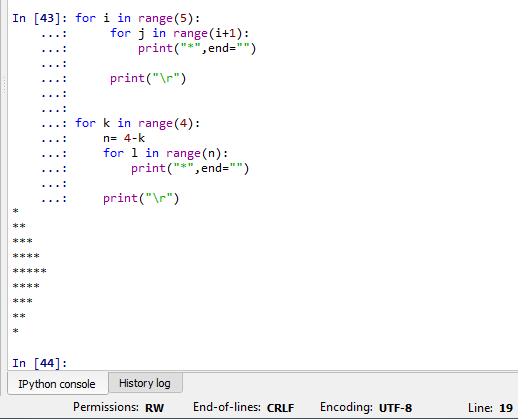 In [43]: for i in range(5):
    ...:      for j in range(i+1):
    ...:          print("*",end="")
    ...:
    ...:      print("\r")
    ...:
    ...:
    ...: for k in range(4):
    ...:     n= 4-k
    ...:     for l in range(n):
    ...:         print("*",end="")
    ...:
    ...:     print("\r")
*
**
***
****
*****
****
***
**
*
In [44]:
IPython console History log
Permissions: RW End-of-lines: CRLF Encoding: UTF-8 Line: 19